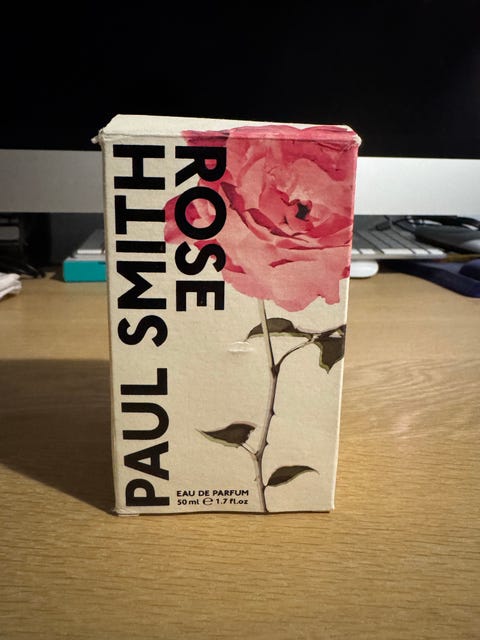 PAUL SMITH
ROSE
EAU DE PARFUM
50 ml ℮ 1.7 fl.oz